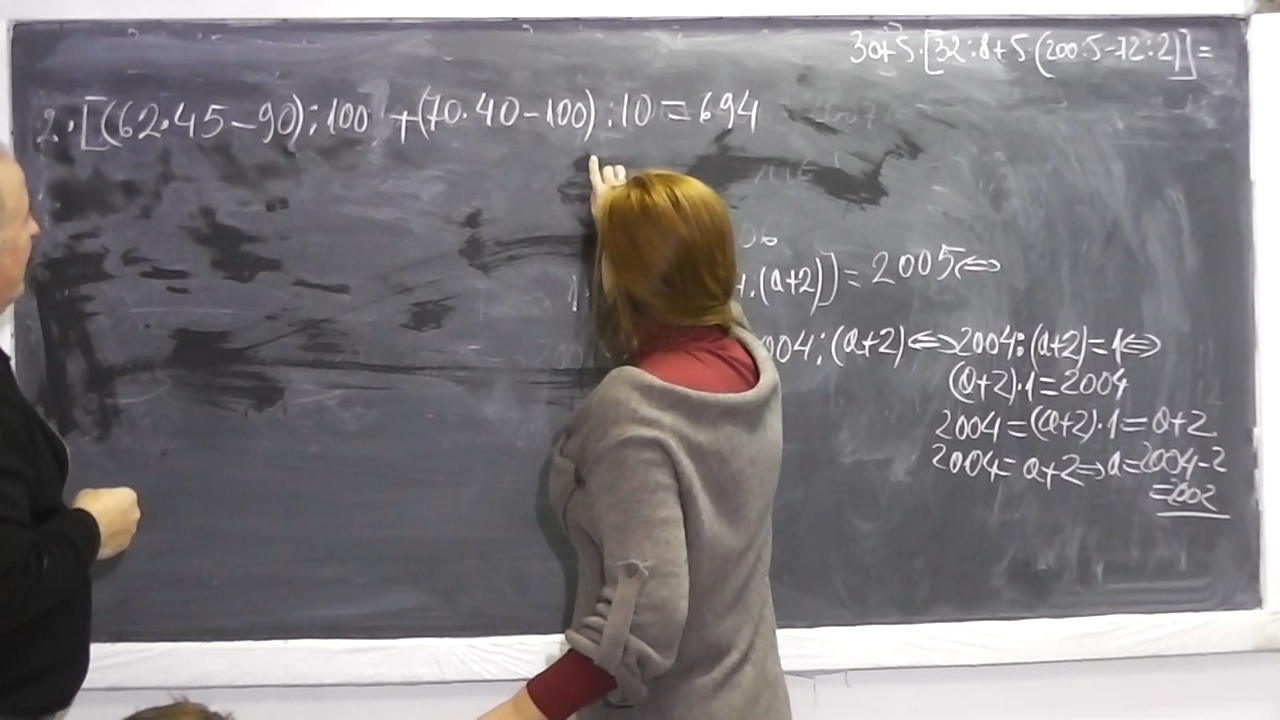 30+5·[32:8+5·(200:5-72:2)]=
2·[(62·45-90):100 +(70·40-100):10=694
·(a+2)]=2005⇔
004:(a+2)⇔2004:(a+2)=1⇔
(a+2)·1=2004
2004=(a+2)·1=a+2
2004=a+2⇒a=2004-2
=2002